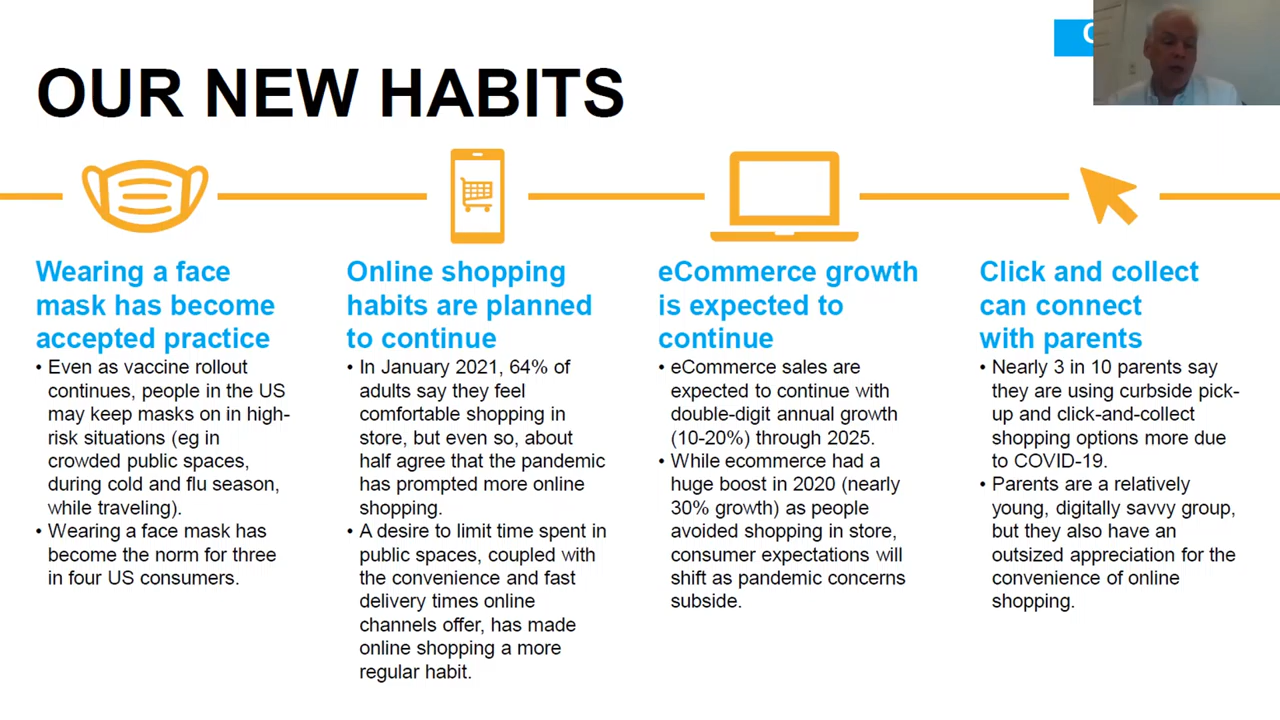 OUR NEW HABITS
Wearing a face
mask has become
accepted practice
• Even as vaccine rollout
continues, people in the US
may keep masks on in high-
risk situations (eg in
crowded public spaces,
during cold and flu season,
while traveling).
• Wearing a face mask has
become the norm for three
in four US consumers.
Online shopping
habits are planned
to continue
• In January 2021, 64% of
adults say they feel
comfortable shopping in
store, but even so, about
half agree that the pandemic
has prompted more online
shopping.
• A desire to limit time spent in
public spaces, coupled with
the convenience and fast
delivery times online
channels offer, has made
online shopping a more
regular habit.
eCommerce growth
is expected to
continue
• eCommerce sales are
expected to continue with
double-digit annual growth
(10-20%) through 2025.
• While ecommerce had a
huge boost in 2020 (nearly
30% growth) as people
avoided shopping in store,
consumer expectations will
shift as pandemic concerns
subside.
Click and collect
can connect
with parents
• Nearly 3 in 10 parents say
they are using curbside pick-
up and click-and-collect
shopping options more due
to COVID-19.
• Parents are a relatively
young, digitally savvy group,
but they also have an
outsized appreciation for the
convenience of online
shopping.